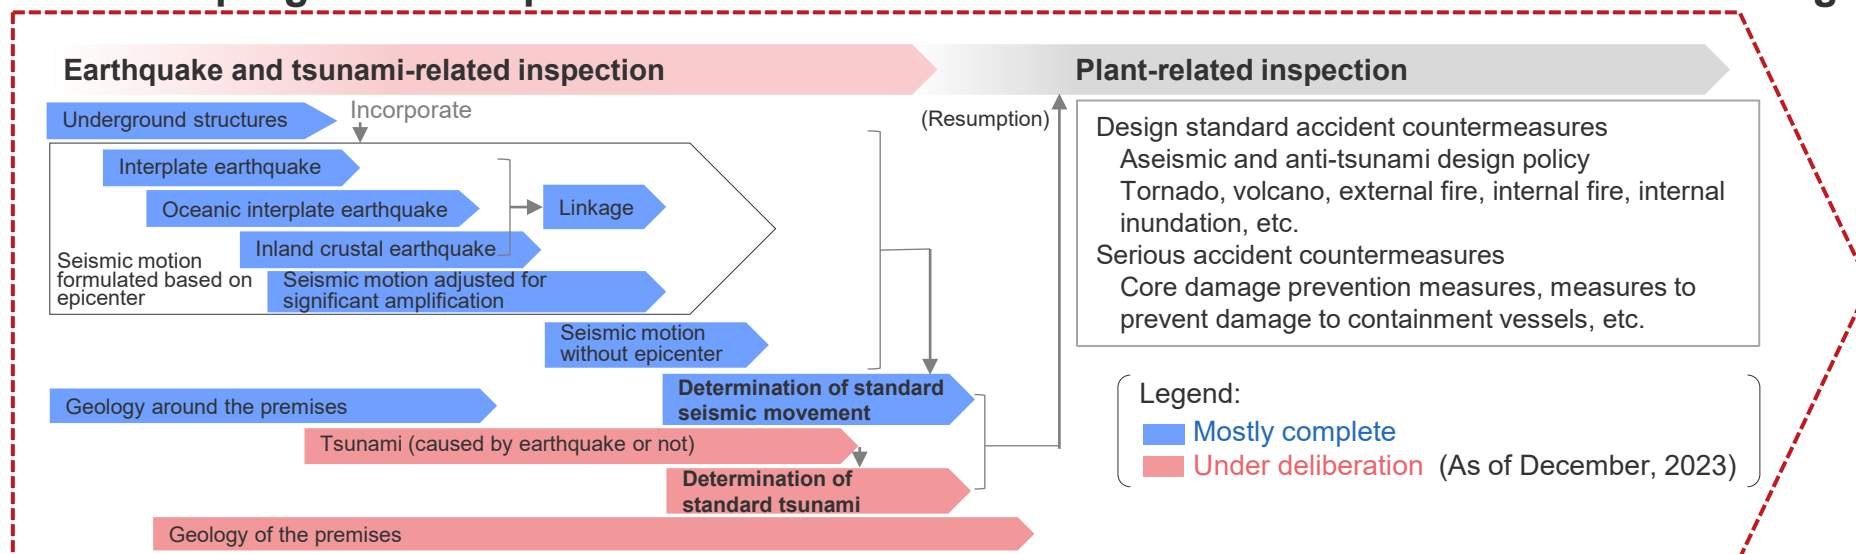 Earthquake and tsunami-related inspection
Plant-related inspection
Underground structures
Incorporate
(Resumption)
Interplate earthquake
Oceanic interplate earthquake
Linkage
Inland crustal earthquake
Seismic motion
formulated based on
epicenter
Seismic motion adjusted for
significant amplification
Seismic motion
without epicenter
Determination of standard
seismic movement
Geology around the premises
Tsunami (caused by earthquake or not)
Determination of
standard tsunami
Geology of the premises
Design standard accident countermeasures
Aseismic and anti-tsunami design policy
Tornado, volcano, external fire, internal fire, internal
inundation, etc.
Serious accident countermeasures
Core damage prevention measures, measures to
prevent damage to containment vessels, etc.
Legend:
Mostly complete
Under deliberation (As of December, 2023)